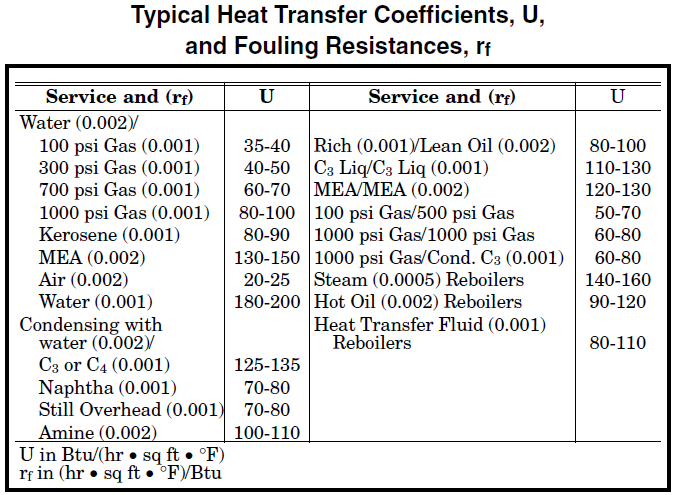 Typical Heat Transfer Coefficients, U,
and Fouling Resistances, rf
Service and (rf) U Service and (rf) U
Water (0.002)/
100 psi Gas (0.001) 35-40 Rich (0.001)/Lean Oil (0.002) 80-100
300 psi Gas (0.001) 40-50 C3 Liq/C3 Liq (0.001) 110-130
700 psi Gas (0.001) 60-70 MEA/MEA (0.002) 120-130
1000 psi Gas (0.001) 80-100 100 psi Gas/500 psi Gas 50-70
Kerosene (0.001) 80-90 1000 psi Gas/1000 psi Gas 60-80
MEA (0.002) 130-150 1000 psi Gas/Cond. C3 (0.001) 60-80
Air (0.002) 20-25 Steam (0.0005) Reboilers 140-160
Water (0.001) 180-200 Hot Oil (0.002) Reboilers 90-120
Condensing with Heat Transfer Fluid (0.001)
water (0.002)/ Reboilers 80-110
C3 or C4 (0.001) 125-135
Naphtha (0.001) 70-80
Still Overhead (0.001) 70-80
Amine (0.002) 100-110
U in Btu/(hr • sq ft • °F)
rf in (hr • sq ft • °F)/Btu